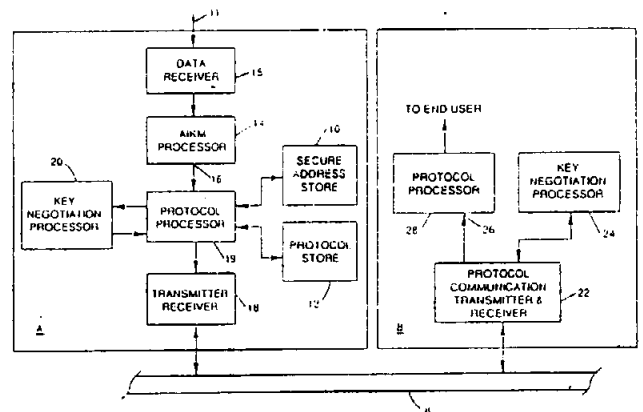 11
DATA
RECEIVER
15
14
AIKM
PROCESSOR
16
20
KEY
NEGOTIATION
PROCESSOR
PROTOCOL
PROCESSOR
19
10
SECURE
ADDRESS
STORE
PROTOCOL
STORE
12
TRANSMITTER
RECEIVER
18
A
TO END USER
PROTOCOL
PROCESSOR
28
26
KEY
NEGOTIATION
PROCESSOR
24
PROTOCOL
COMMUNICATION
TRANSMITTER &
RECEIVER
22
B